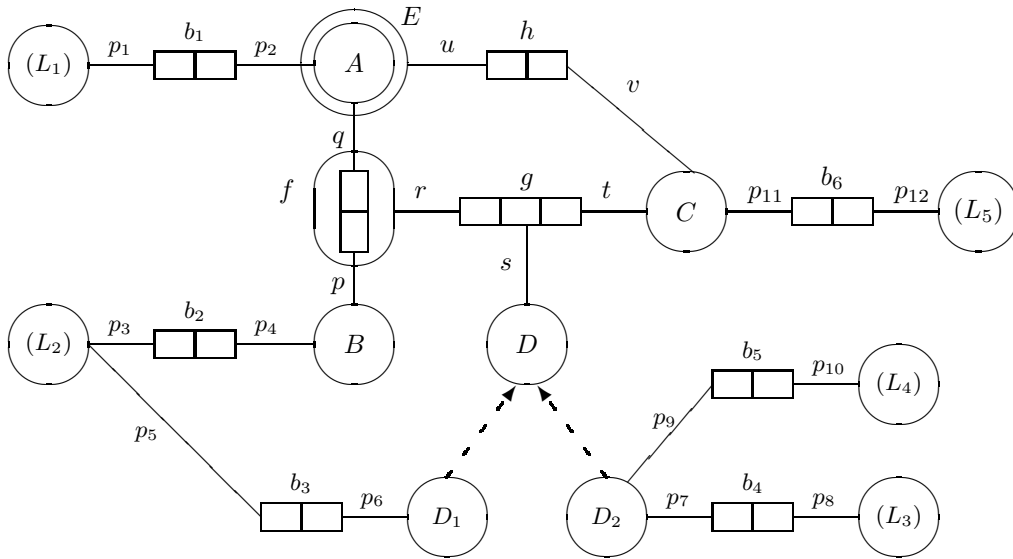 E
(L₁) p₁ b₁ p₂ A u h
v
q
f r g t C p₁₁ b₆ p₁₂ (L₅)
p s
(L₂) p₃ b₂ p₄ B D
b₅ p₁₀ (L₄)
p₅ p₉
b₃ p₆ D₁ D₂ p₇ b₄ p₈ (L₃)